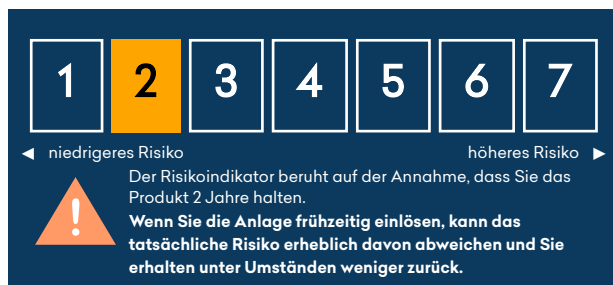 1 2 3 4 5 6 7
◄ niedrigeres Risiko höheres Risiko ►
Der Risikoindikator beruht auf der Annahme, dass Sie das
Produkt 2 Jahre halten.
!
Wenn Sie die Anlage frühzeitig einlösen, kann das
tatsächliche Risiko erheblich davon abweichen und Sie
erhalten unter Umständen weniger zurück.